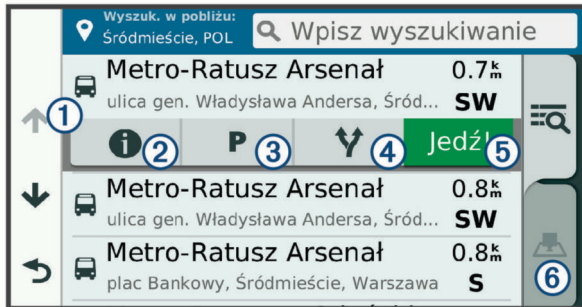 Wyszuk. w pobliżu:
Śródmieście, POL
Wpisz wyszukiwanie
Metro-Ratusz Arsenał 0.7 km
ulica gen. Władysława Andersa, Śród... SW
1
2 P 3 4 Jedź! 5
Metro-Ratusz Arsenał 0.8 km
ulica gen. Władysława Andersa, Śród... SW
Metro-Ratusz Arsenał 0.8 km
plac Bankowy, Śródmieście, Warszawa S
6